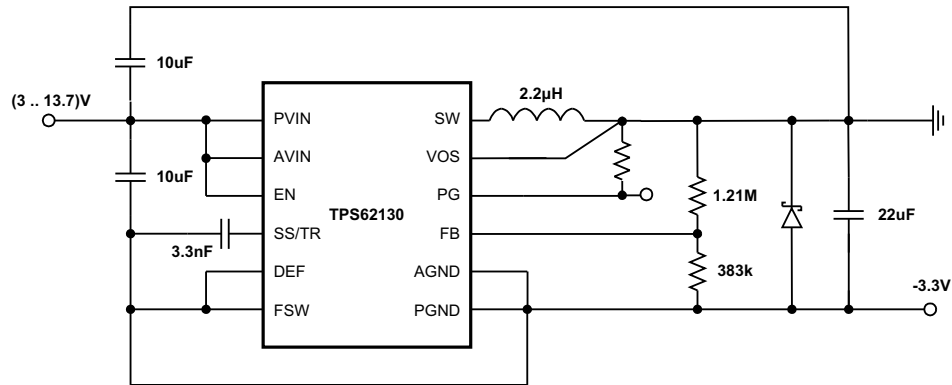 10uF
2.2µH
(3 .. 13.7)V
PVIN
SW
AVIN
VOS
10uF
EN
PG
1.21M
TPS62130
22uF
SS/TR
FB
3.3nF
DEF
AGND
383k
-3.3V
FSW
PGND